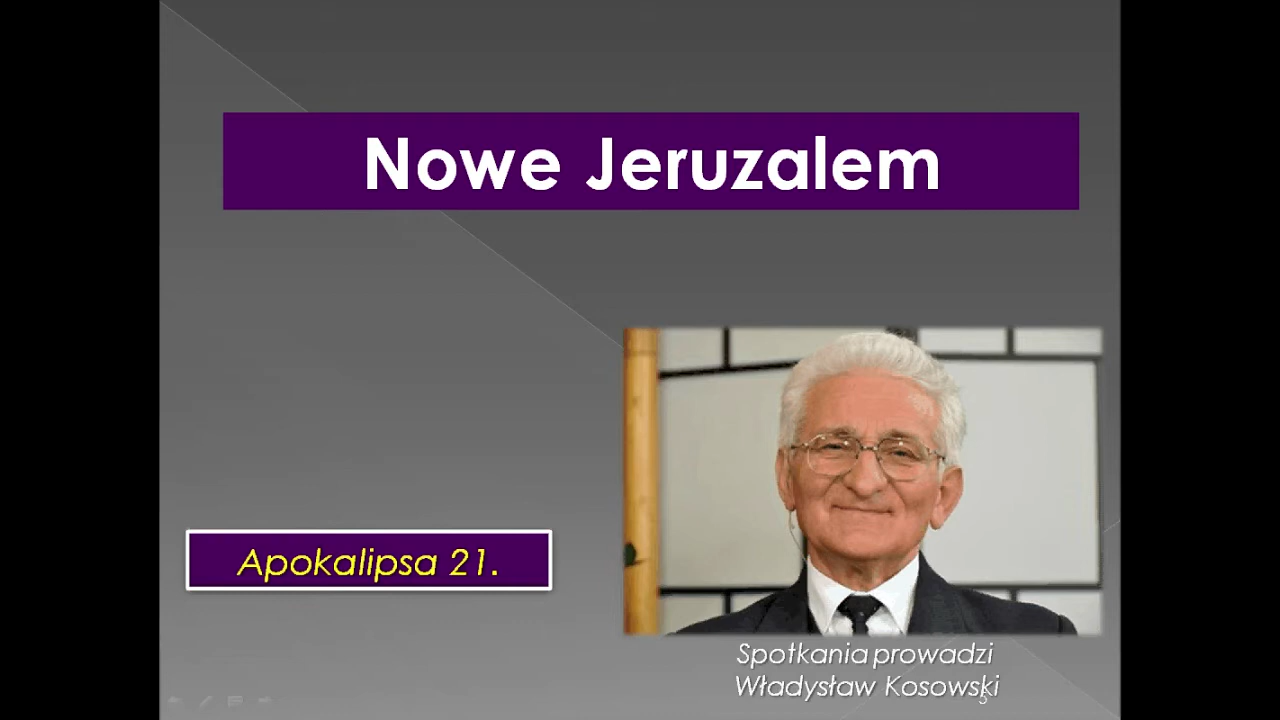 Nowe Jeruzalem
Apokalipsa 21.
Spotkania prowadzi
Władysław Kosowski